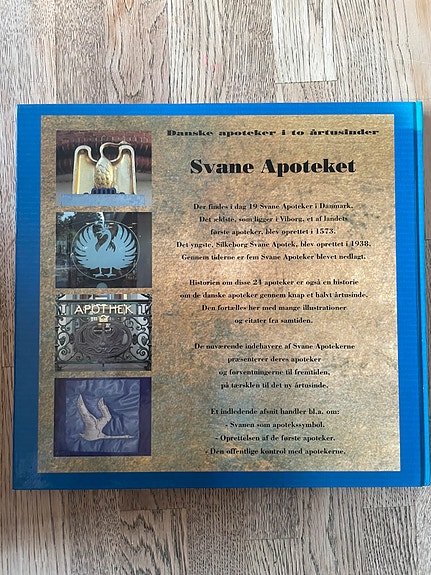 Danske apoteker i to årtusinder
Svane Apoteket
Der findes i dag 19 Svane Apoteker i Danmark.
Det ældste, som ligger i Viborg, et af landets
første apoteker, blev oprettet i 1573.
Det yngste, Silkeborg Svane Apotek, blev oprettet i 1938.
Gennem tiderne er fem Svane Apoteker blevet nedlagt.
Historien om disse 24 apoteker er også en historie
om de danske apoteker gennem knap et halvt årtusinde.
Den fortælles her med mange illustrationer
og citater fra samtiden.
De nuværende indehavere af Svane Apotekerne
præsenterer deres apoteker
og forventningerne til fremtiden,
på tærsklen til det ny årtusinde.
Et indledende afsnit handler bl.a. om:
- Svanen som apotekssymbol.
- Oprettelsen af de første apoteker.
- Den offentlige kontrol med apotekerne.
APOTHEK